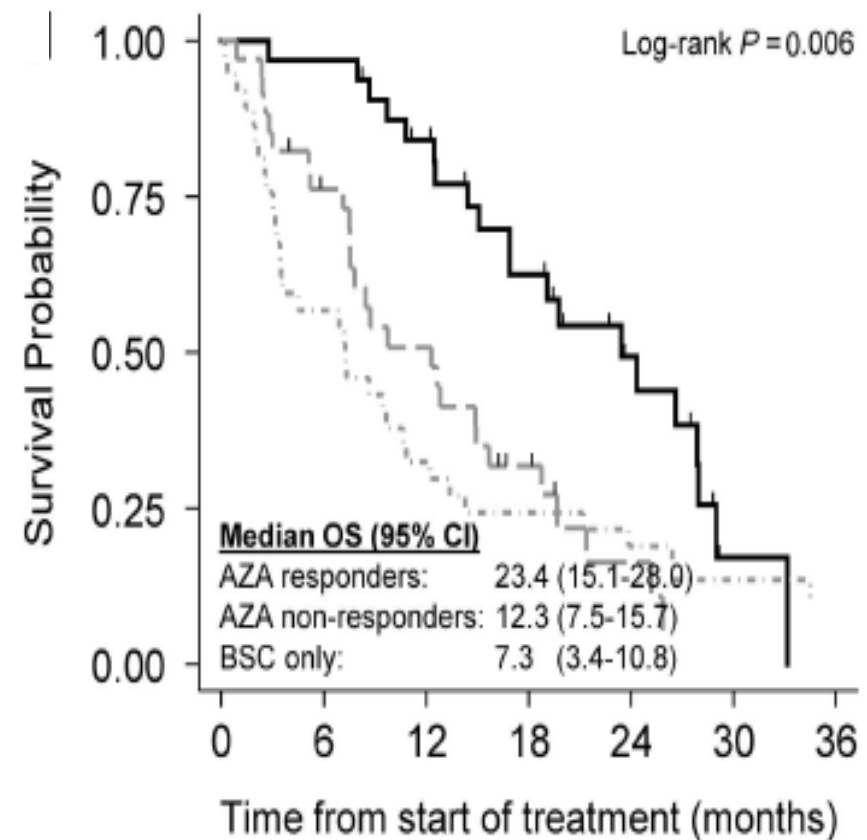 Log-rank P = 0.006
Survival Probability
1.00
0.75
0.50
0.25
0.00
Median OS (95% CI)
AZA responders: 23.4 (15.1-28.0)
AZA non-responders: 12.3 (7.5-15.7)
BSC only: 7.3 (3.4-10.8)
0 6 12 18 24 30 36
Time from start of treatment (months)